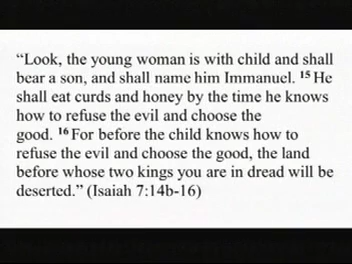 “Look, the young woman is with child and shall
bear a son, and shall name him Immanuel. 15 He
shall eat curds and honey by the time he knows
how to refuse the evil and choose the
good. 16 For before the child knows how to
refuse the evil and choose the good, the land
before whose two kings you are in dread will be
deserted.” (Isaiah 7:14b-16)